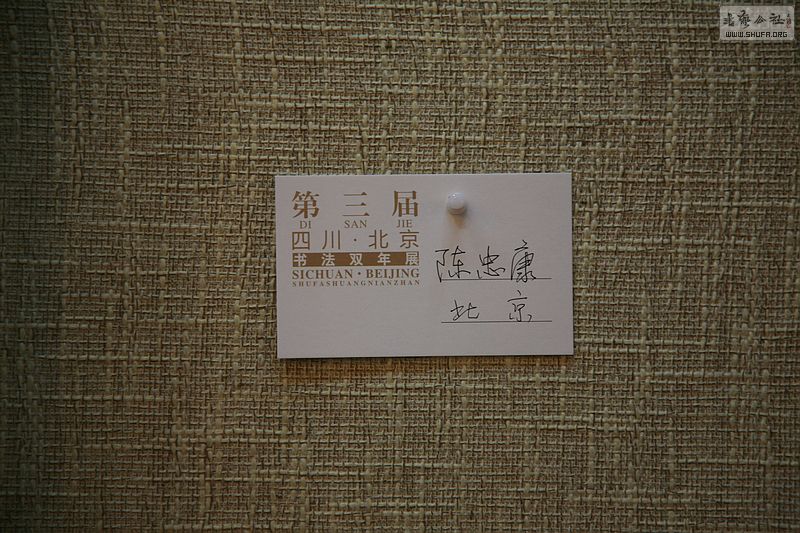 书法公社
WWW.SHUFA.ORG
第三届
DI SAN JIE
四川·北京
书法双年展
SICHUAN·BEIJING
SHUFASHUANGNIANZHAN
陈忠康
北京